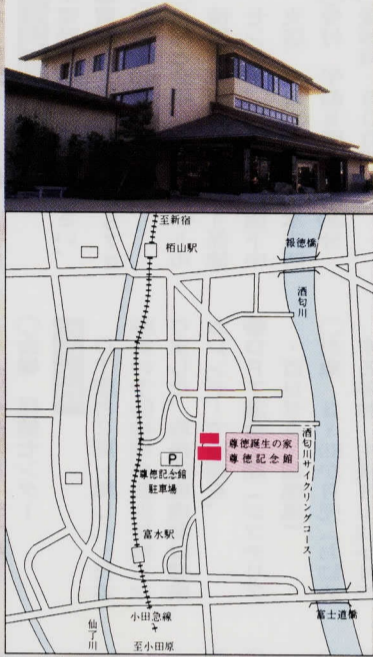 至新宿
栢山駅
報徳橋
酒匂川
尊徳誕生の家
尊徳記念館
P
尊徳記念館
駐車場
酒匂川サイクリングコース
富水駅
富士道橋
仙了川
小田急線
至小田原